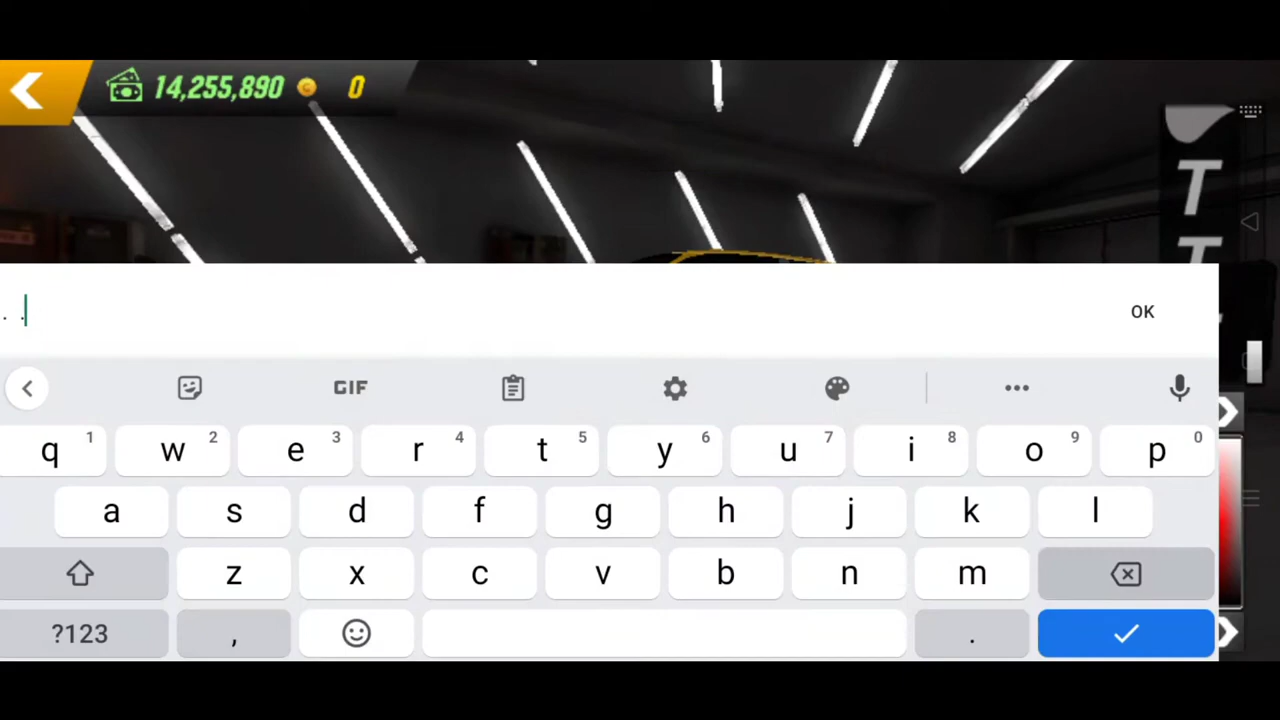 14,255,890 0
T
T
. .
OK
GIF
q 1 w 2 e 3 r 4 t 5 y 6 u 7 i 8 o 9 p 0
a s d f g h j k l
z x c v b n m
?123 , .